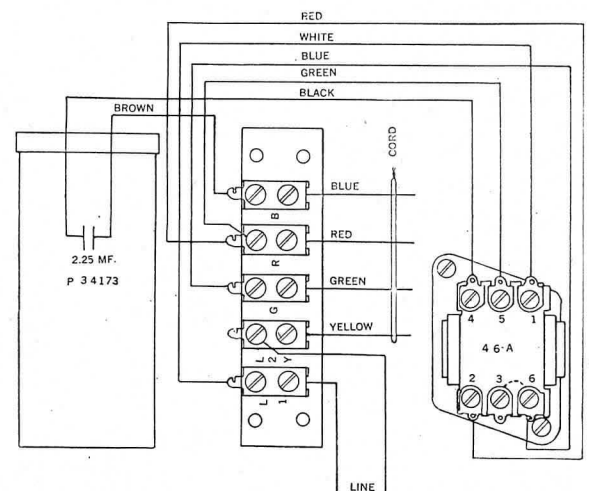 RED
WHITE
BLUE
GREEN
BLACK
BROWN
CORD
2.25 MF.
P 34173
B
BLUE
R
RED
G
GREEN
L 2 Y
YELLOW
L 1
4 5 1
46-A
2 3 6
LINE